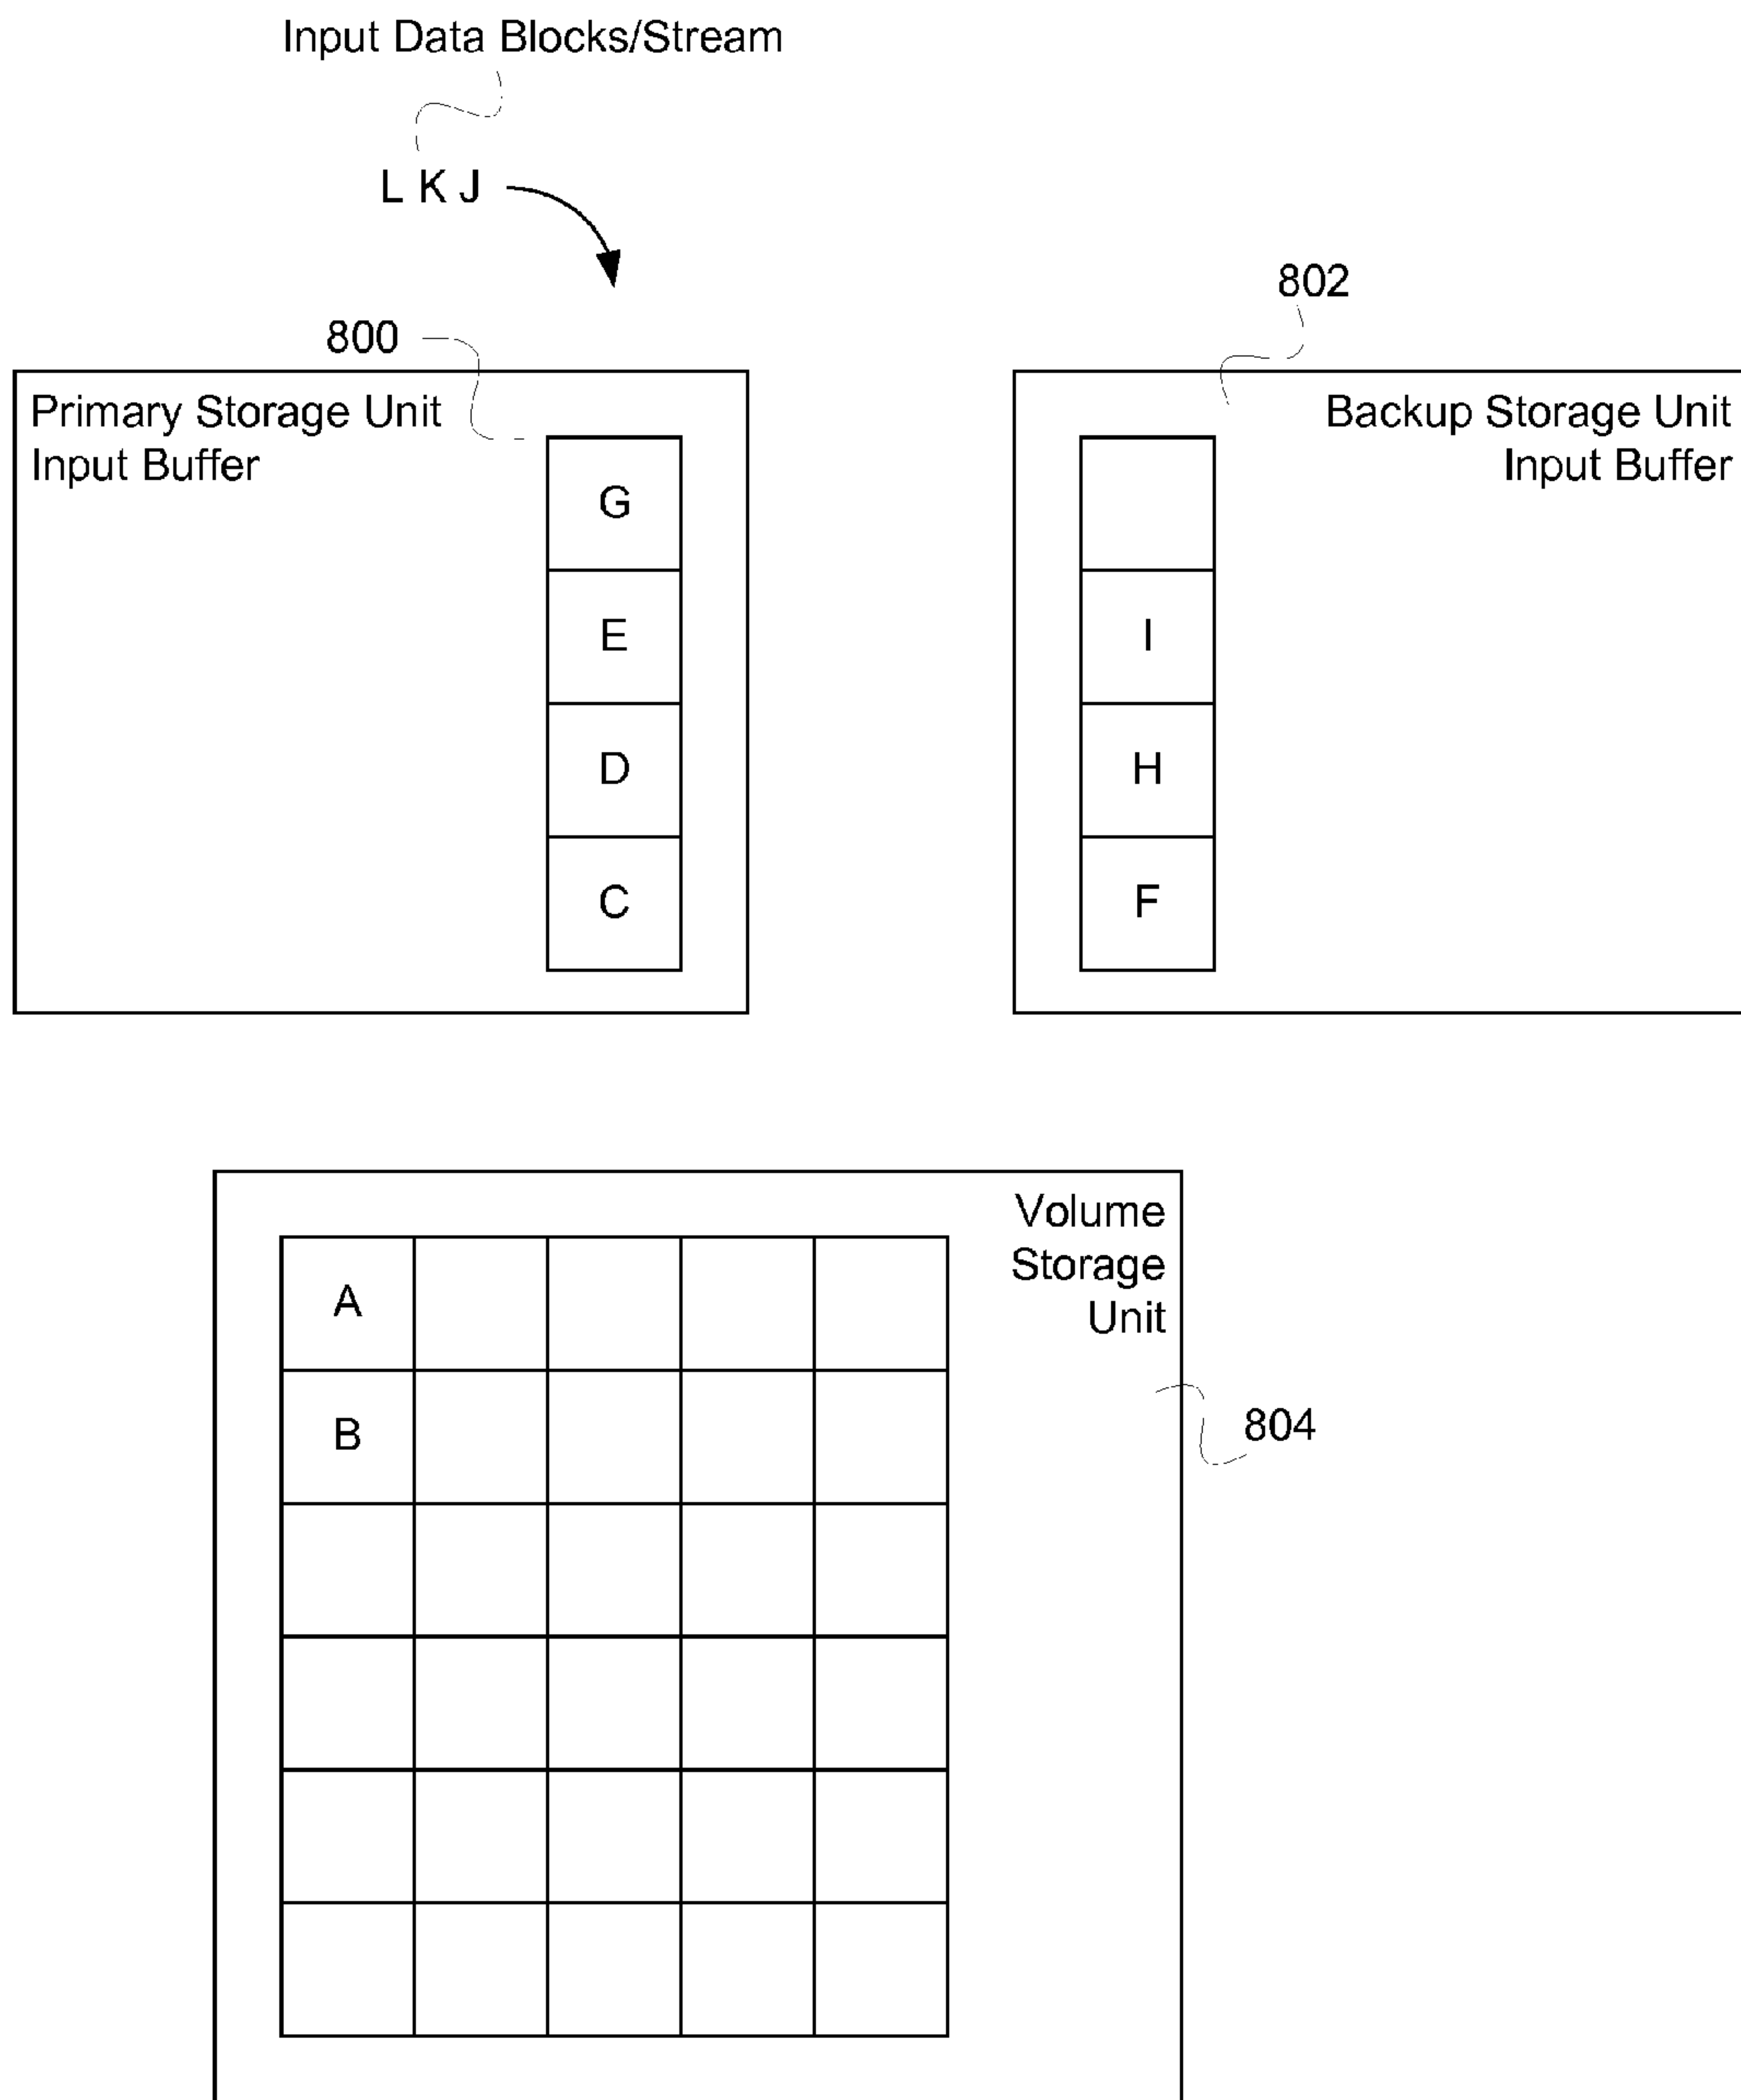 Input Data Blocks/Stream
L K J
800
802
Primary Storage Unit
Input Buffer
G
E
D
C
Backup Storage Unit
Input Buffer
I
H
F
Volume
Storage
Unit
A
B
804